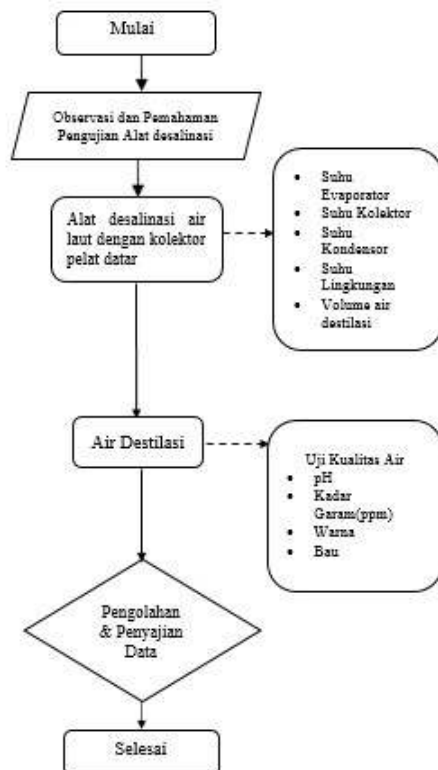 Mulai
Observasi dan Pemahaman
Pengujian Alat desalinasi
Alat desalinasi air
laut dengan kolektor
pelat datar
• Suhu
Evaporator
• Suhu Kolektor
• Suhu
Kondensor
• Suhu
Lingkungan
• Volume air
destilasi
Air Destilasi
Uji Kualitas Air
• pH
• Kadar
Garam(ppm)
• Warna
• Bau
Pengolahan
& Penyajian
Data
Selesai